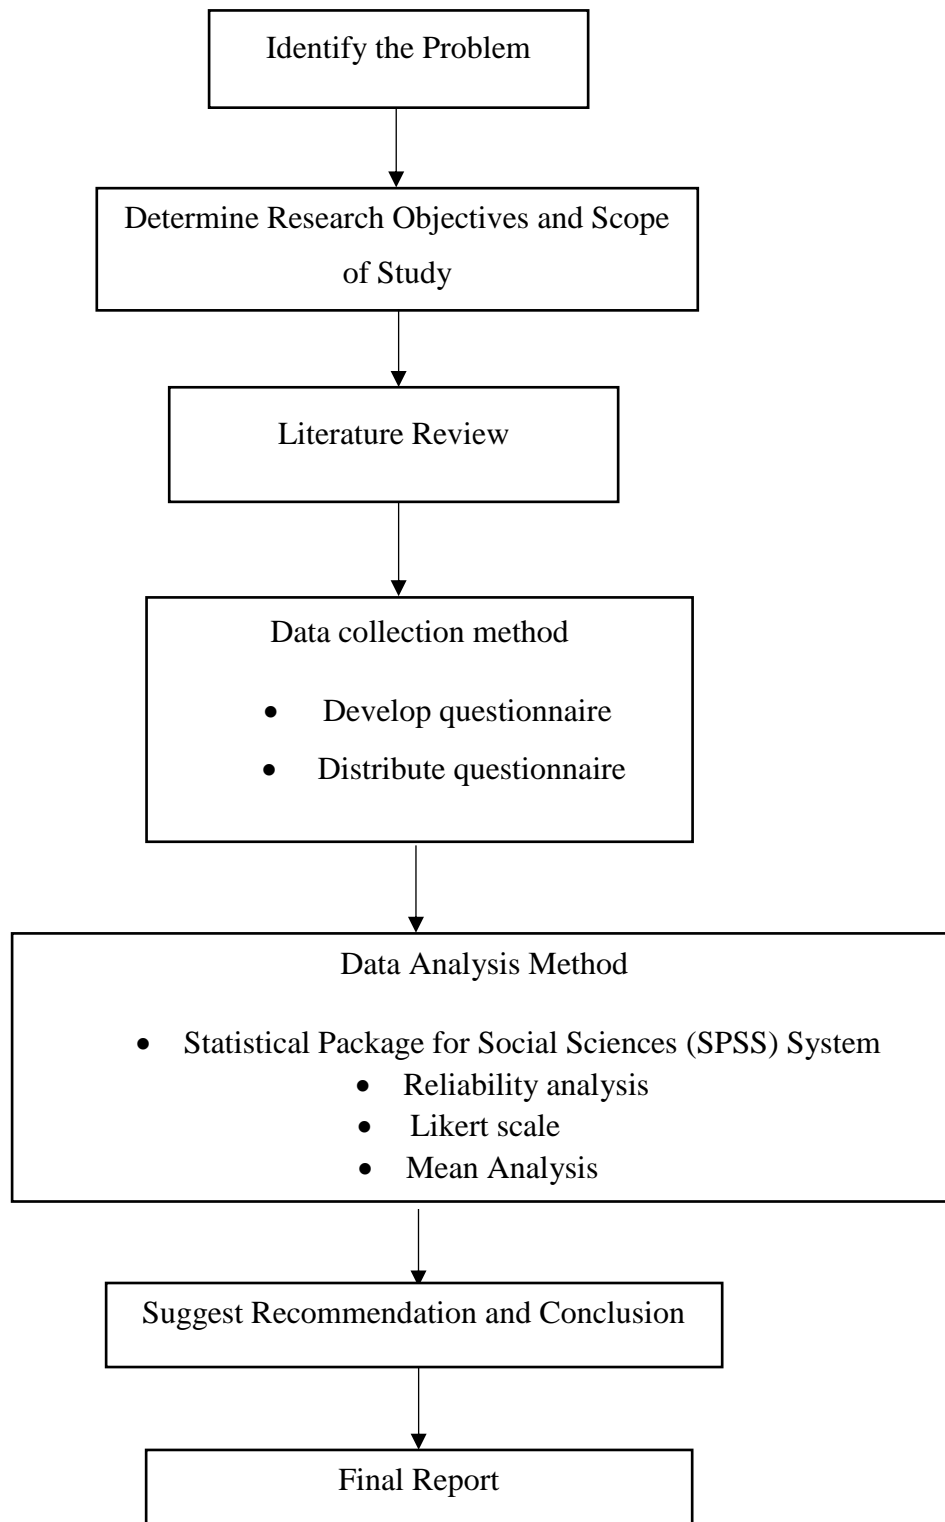 Identify the Problem
Determine Research Objectives and Scope
of Study
Literature Review
Data collection method
• Develop questionnaire
• Distribute questionnaire
Data Analysis Method
• Statistical Package for Social Sciences (SPSS) System
• Reliability analysis
• Likert scale
• Mean Analysis
Suggest Recommendation and Conclusion
Final Report